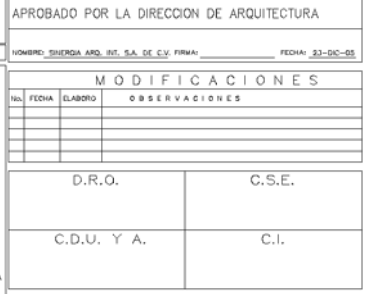 APROBADO POR LA DIRECCION DE ARQUITECTURA
NOMBRE: SINERGIA ARQ. INT. S.A. DE C.V. FIRMA: FECHA: 23-DIC-05
MODIFICACIONES
No. FECHA ELABORO OBSERVACIONES
D.R.O. C.S.E.
C.D.U. Y A. C.I.